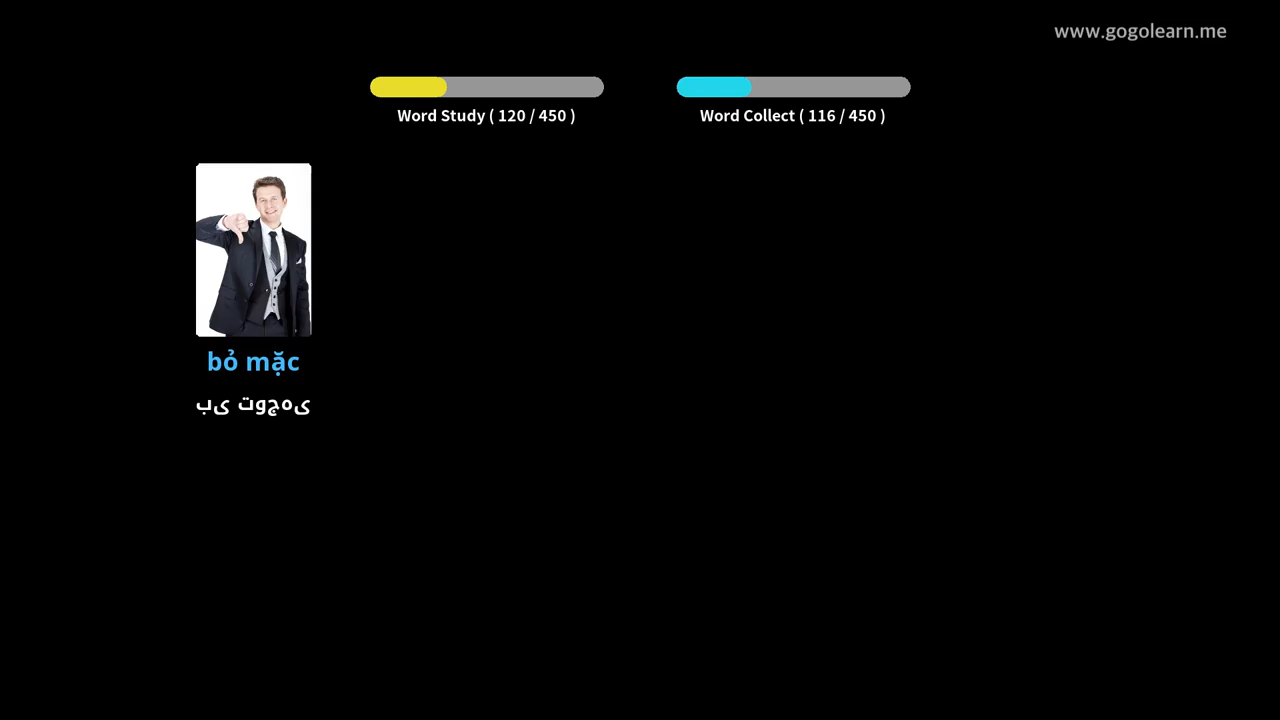 www.gogolearn.me
Word Study ( 120 / 450 )
Word Collect ( 116 / 450 )
bỏ mặc
بی توجهی